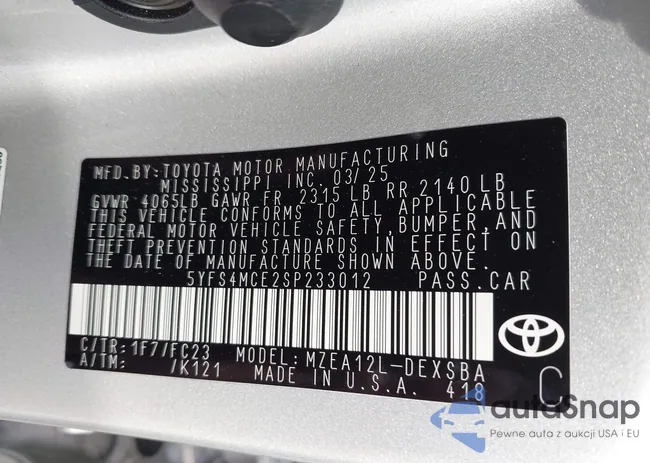 MFD.BY:TOYOTA MOTOR MANUFACTURING
MISSISSIPPI INC. 03/25
GVWR 4065LB GAWR FR 2315 LB RR 2140 LB
THIS VEHICLE CONFORMS TO ALL APPLICABLE
FEDERAL MOTOR VEHICLE SAFETY,BUMPER,AND
THEFT PREVENTION STANDARDS IN EFFECT ON
THE DATE OF MANUFACTURE SHOWN ABOVE.
5YFS4MCE2SP233012 PASS.CAR
C/TR:1F7/FC23 MODEL:MZEA12L-DEXSBA
A/TM: /K121 MADE IN U.S.A. 418
C
autoSnap
Pewne auta z aukcji USA i EU